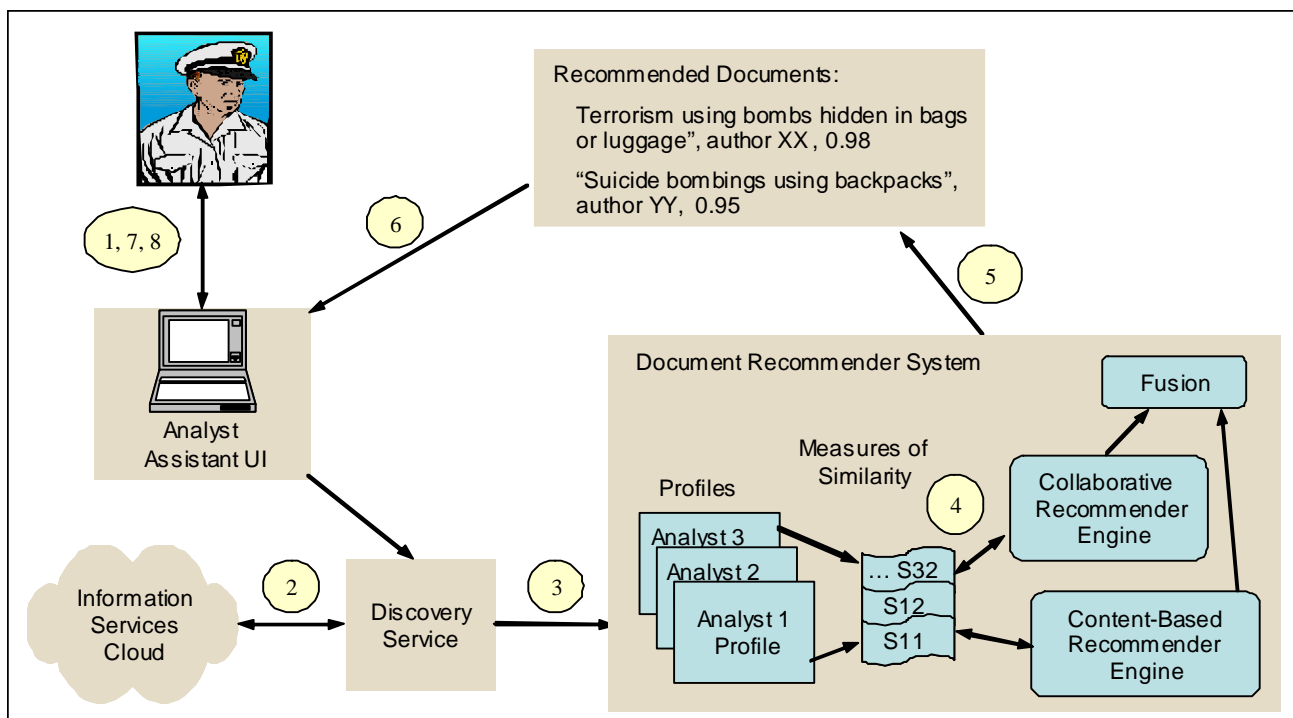 Recommended Documents:
Terrorism using bombs hidden in bags
or luggage”, author XX , 0.98
“Suicide bombings using backpacks”,
author YY, 0.95
1, 7, 8
6
5
Analyst
Assistant UI
Document Recommender System
Fusion
Measures of
Similarity
Profiles
4
Collaborative
Recommender
Engine
Analyst 3
Analyst 2
Analyst 1
Profile
... S32
S12
S11
Content-Based
Recommender
Engine
Information
Services
Cloud
2
Discovery
Service
3